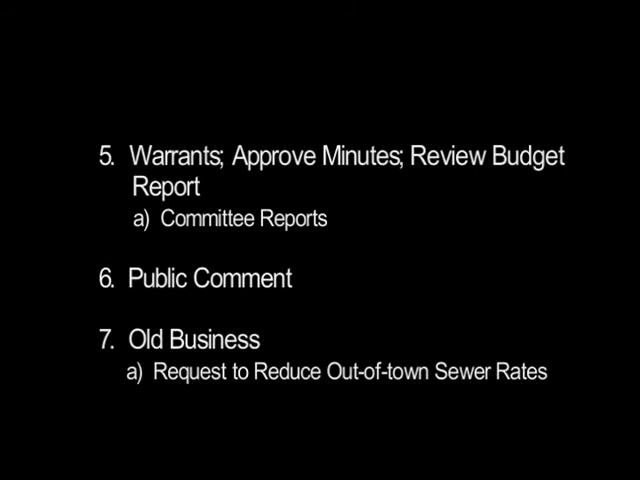 5. Warrants; Approve Minutes; Review Budget
Report
a) Committee Reports
6. Public Comment
7. Old Business
a) Request to Reduce Out-of-town Sewer Rates